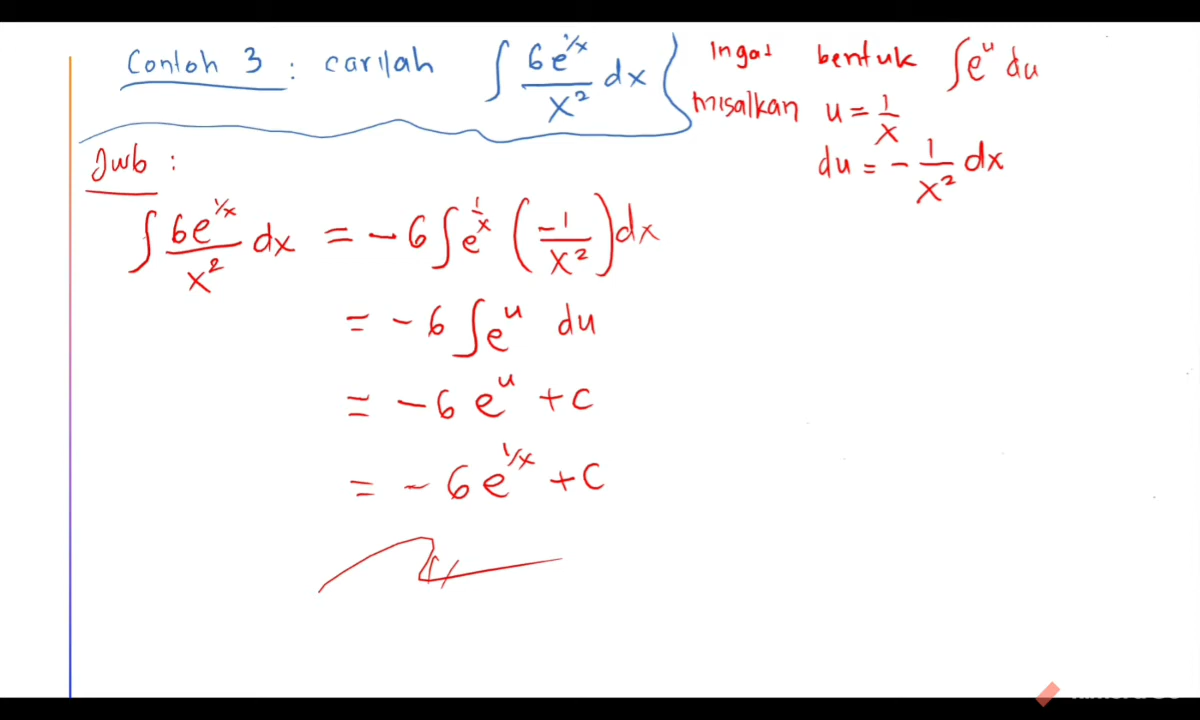 Contoh 3 : carilah ∫ 6e^(1/x) / x² dx
Ingat bentuk ∫e^u du
misalkan u = 1/x
du = - 1/x² dx
Jwb :
∫ 6e^(1/x) / x² dx = -6 ∫e^(1/x) (-1/x²) dx
= -6 ∫e^u du
= -6 e^u + c
= -6 e^(1/x) + c